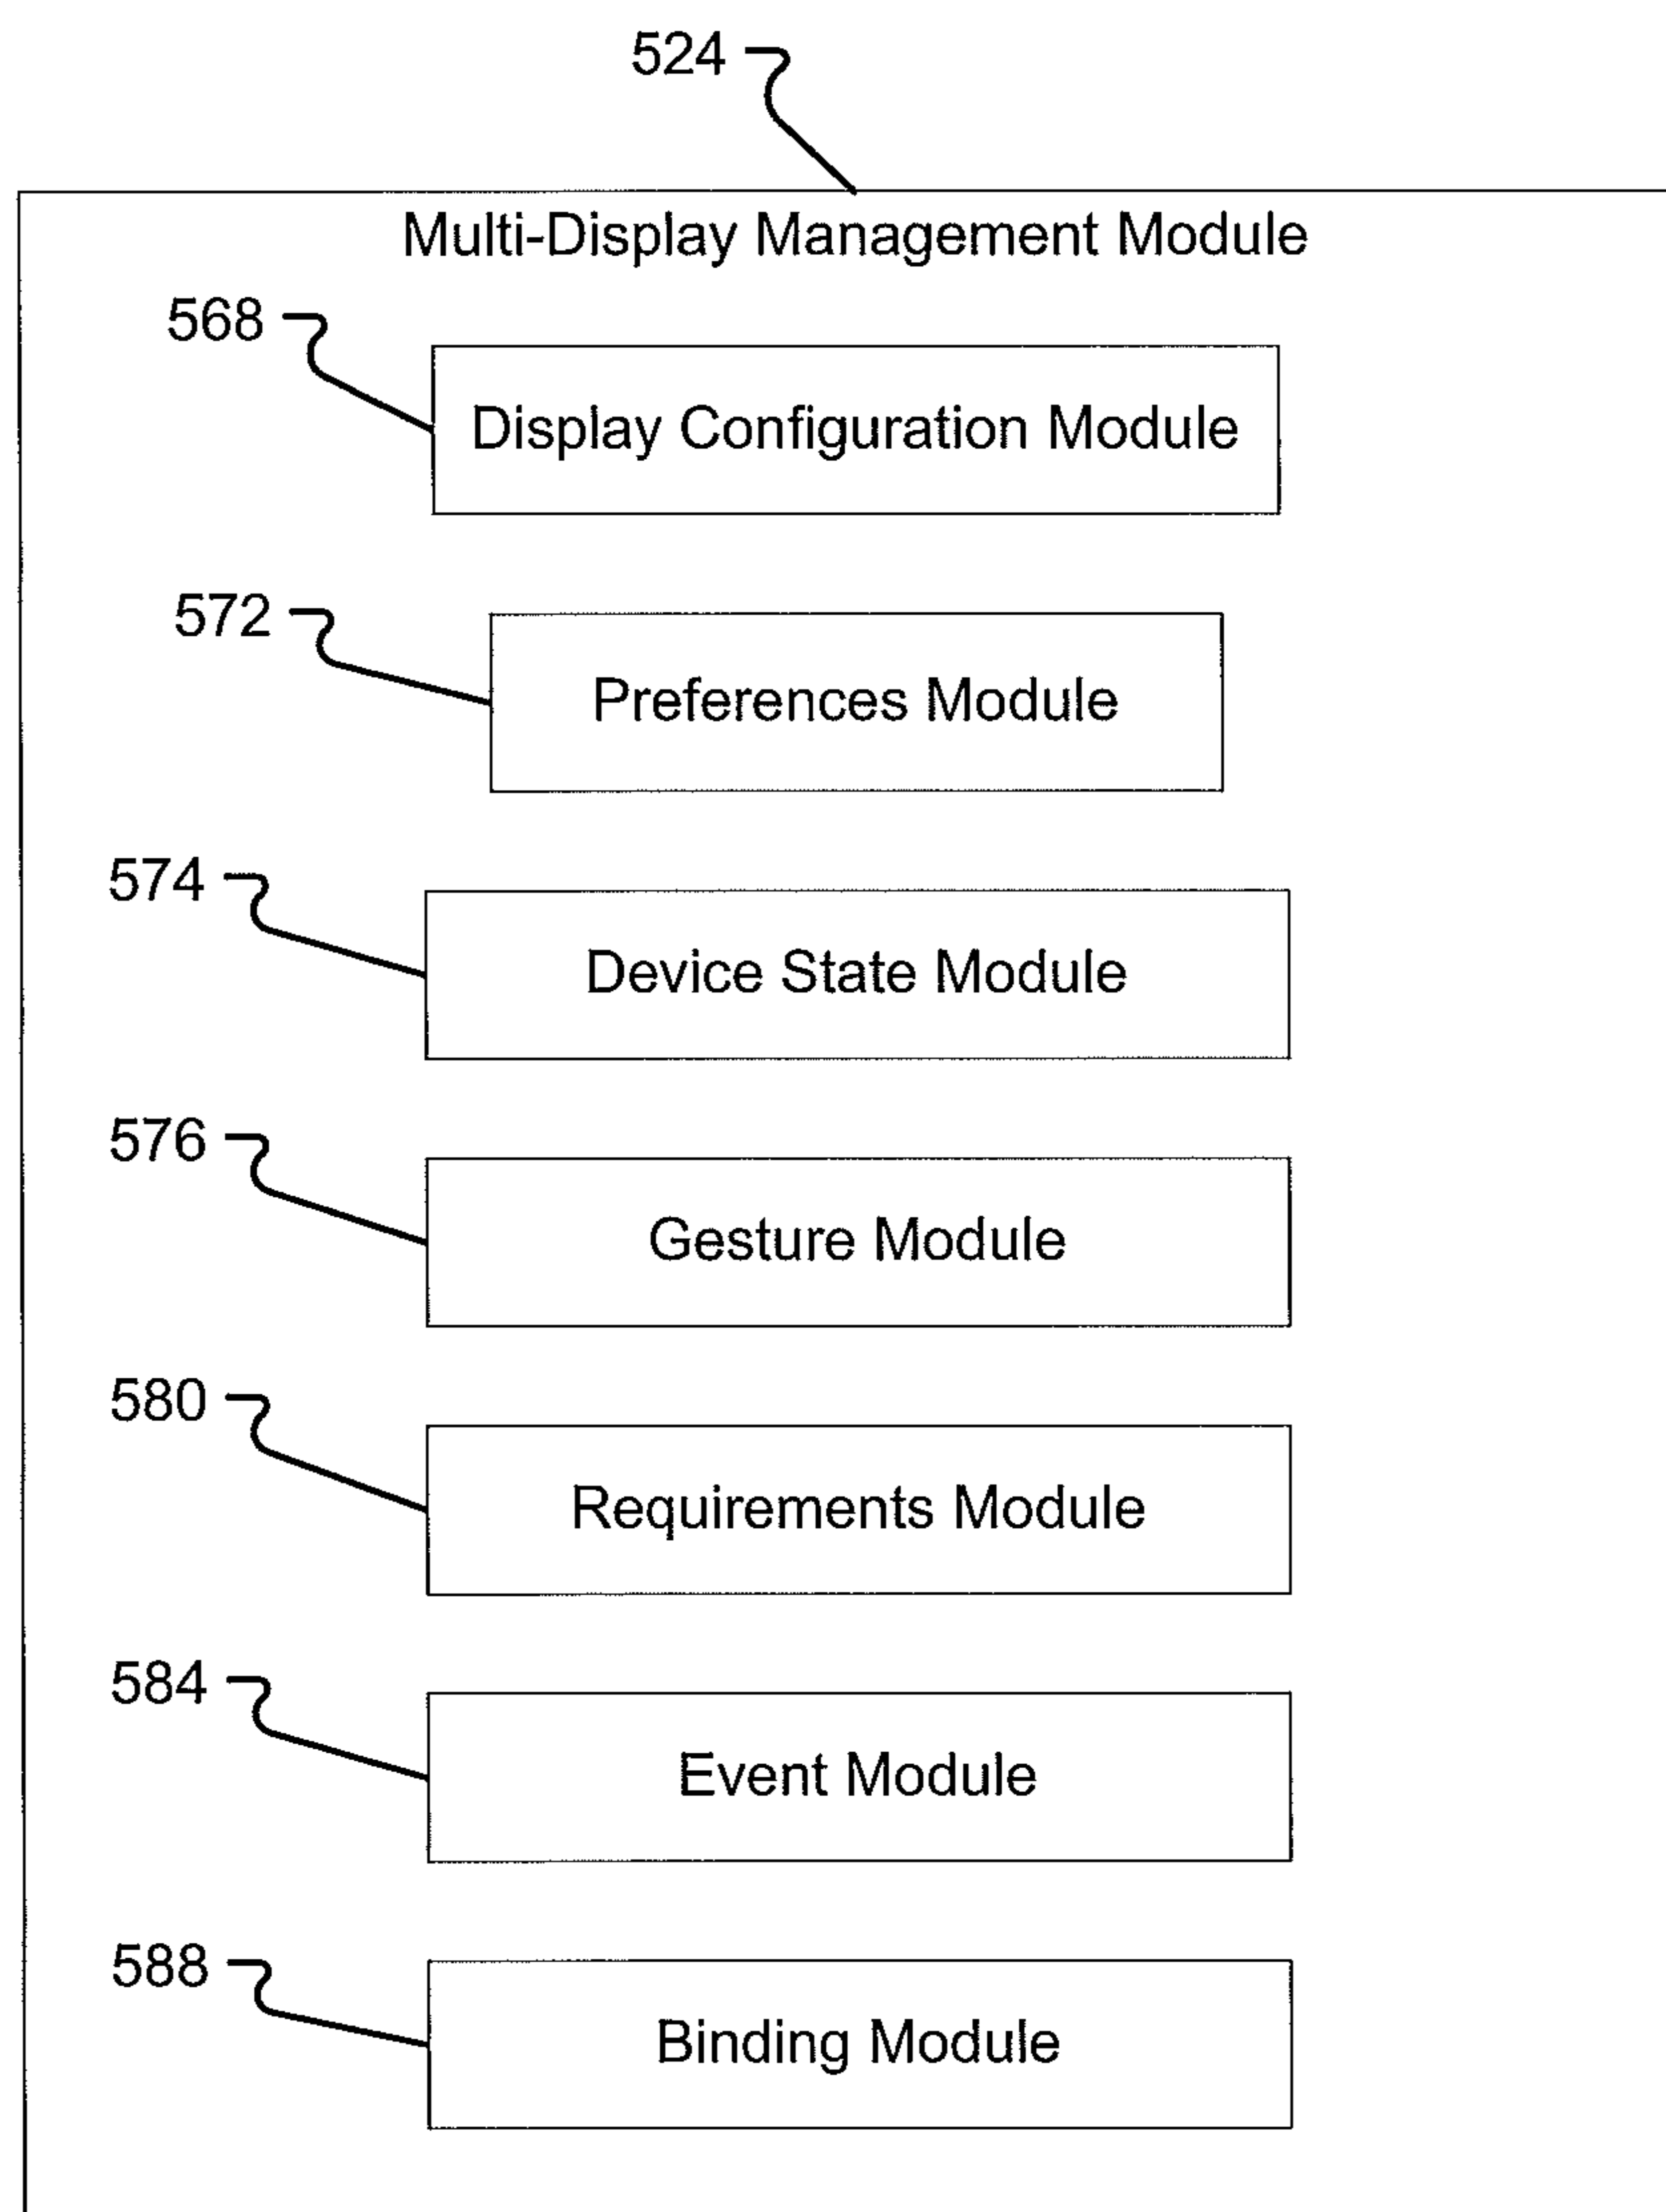 524
Multi-Display Management Module
568
Display Configuration Module
572
Preferences Module
574
Device State Module
576
Gesture Module
580
Requirements Module
584
Event Module
588
Binding Module